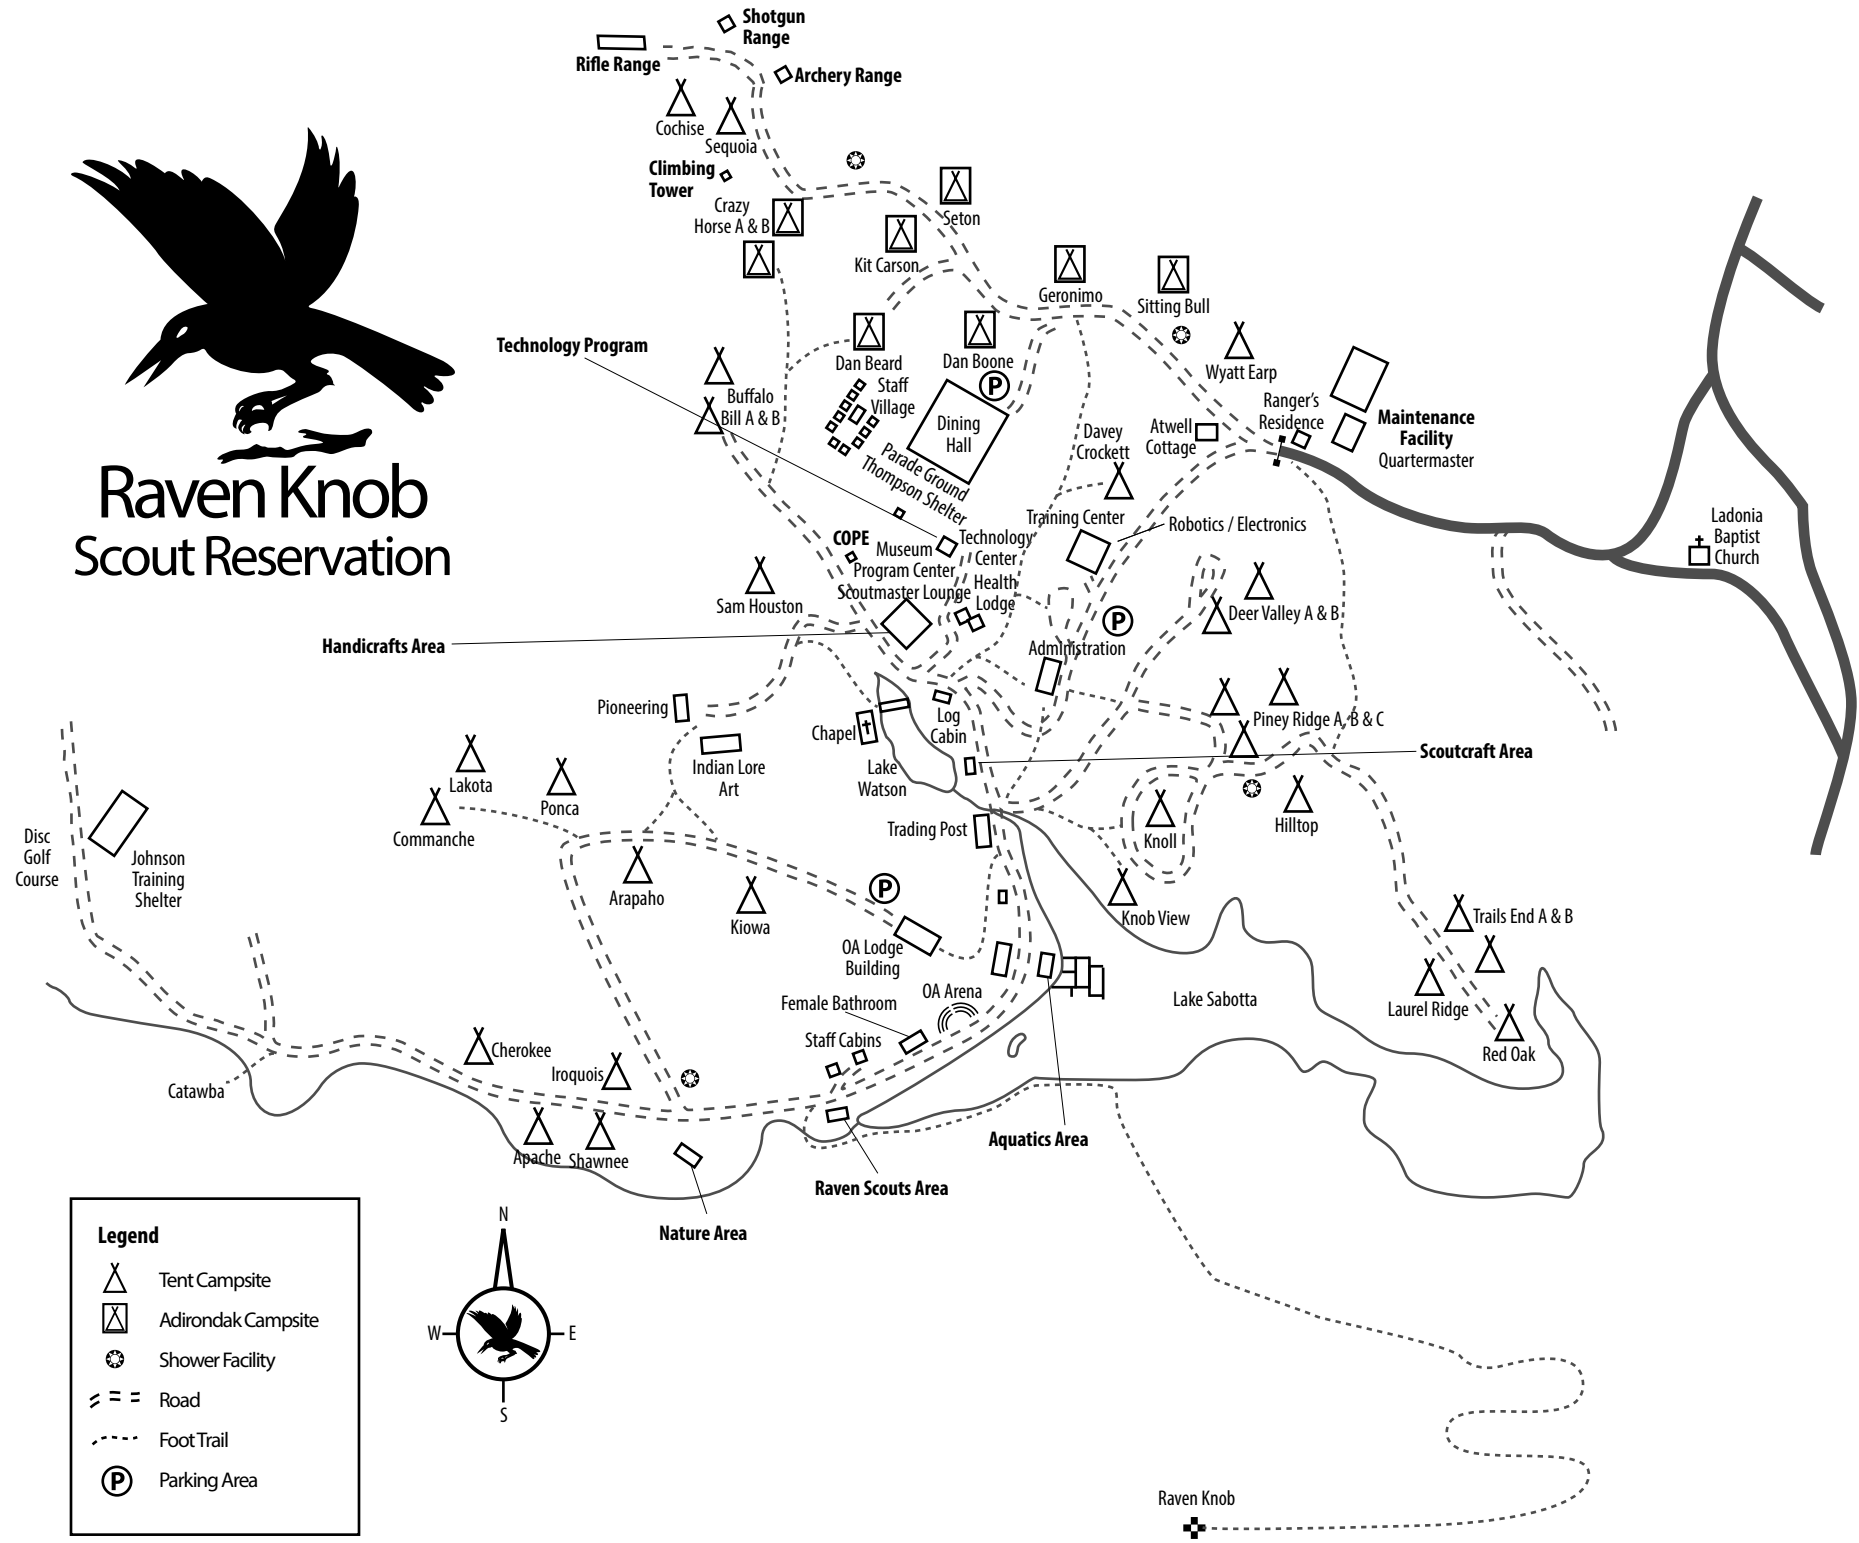 Shotgun
Range
Rifle Range
Archery Range
Cochise
Sequoia
Climbing
Tower
Crazy
Horse A & B
Seton
Kit Carson
Geronimo
Sitting Bull
Technology Program
Dan Beard
Dan Boone
P
Wyatt Earp
Staff
Village
Buffalo
Bill A & B
Dining
Hall
Ranger's
Residence
Maintenance
Facility
Quartermaster
Atwell
Cottage
Davey
Crockett
Parade Ground
Thompson Shelter
Raven Knob
Scout Reservation
Training Center
Robotics / Electronics
Ladonia
Baptist
Church
COPE
Museum
Program Center
Scoutmaster Lounge
Technology
Center
Health
Lodge
Sam Houston
Deer Valley A & B
P
Handicrafts Area
Administration
Pioneering
Log
Cabin
Chapel
Piney Ridge A, B & C
Scoutcraft Area
Indian Lore
Art
Lake
Watson
Lakota
Ponca
Commanche
Trading Post
Knoll
Hilltop
Disc
Golf
Course
Johnson
Training
Shelter
Arapaho
Kiowa
P
Knob View
Trails End A & B
OA Lodge
Building
Lake Sabotta
Laurel Ridge
Red Oak
Female Bathroom
OA Arena
Staff Cabins
Cherokee
Iroquois
Catawba
Apache
Shawnee
Aquatics Area
Raven Scouts Area
Nature Area
Legend
Tent Campsite
Adirondak Campsite
Shower Facility
Road
Foot Trail
P
Parking Area
N
W
E
S
Raven Knob